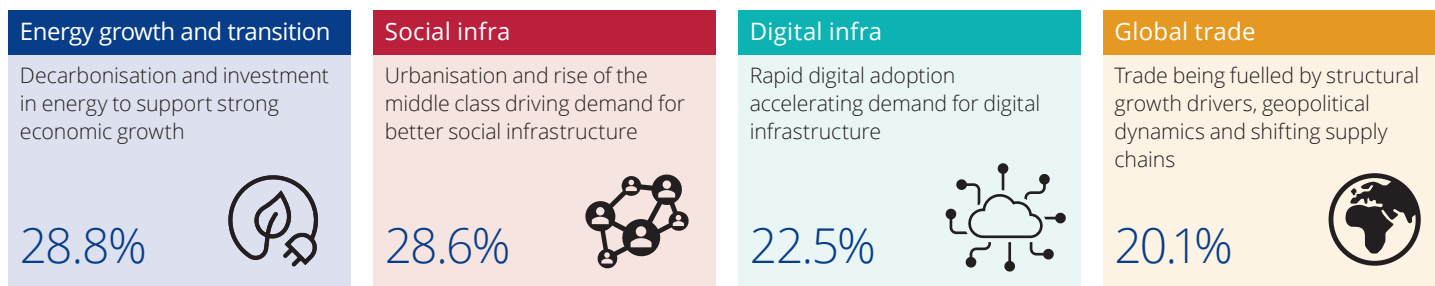 Energy growth and transition
Decarbonisation and investment
in energy to support strong
economic growth
28.8%
Social infra
Urbanisation and rise of the
middle class driving demand for
better social infrastructure
28.6%
Digital infra
Rapid digital adoption
accelerating demand for digital
infrastructure
22.5%
Global trade
Trade being fuelled by structural
growth drivers, geopolitical
dynamics and shifting supply
chains
20.1%